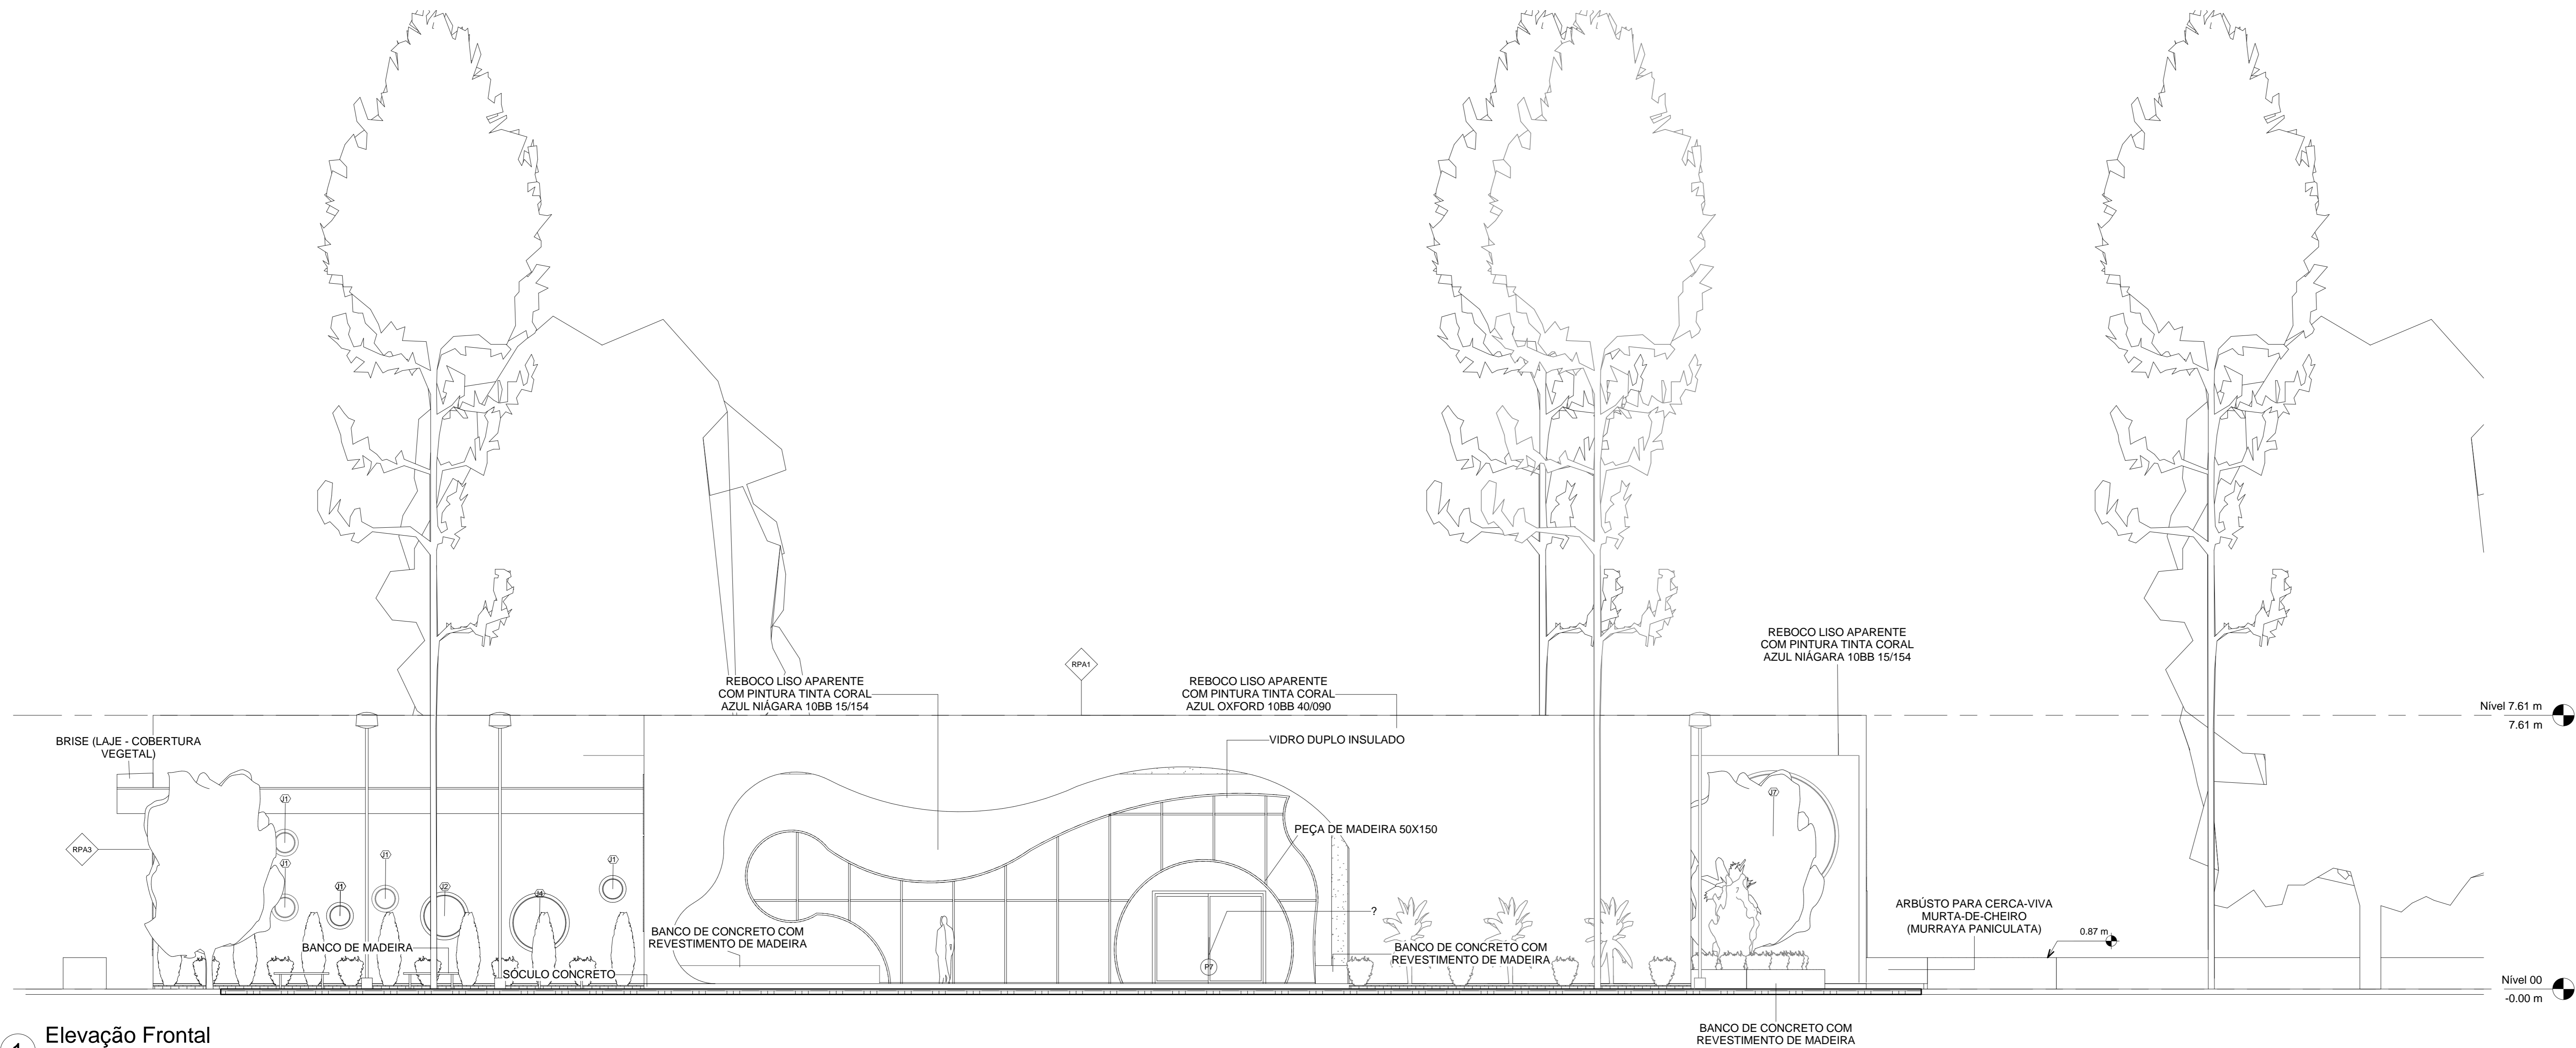 REBOCO LISO APARENTE
COM PINTURA TINTA CORAL
AZUL NIÁGARA 10BB 15/154
RPA1
REBOCO LISO APARENTE
COM PINTURA TINTA CORAL
AZUL NIÁGARA 10BB 15/154
REBOCO LISO APARENTE
COM PINTURA TINTA CORAL
AZUL OXFORD 10BB 40/090
Nível 7.61 m
7.61 m
BRISE (LAJE - COBERTURA
VEGETAL)
VIDRO DUPLO INSULADO
J7
J1
PEÇA DE MADEIRA 50X150
RPA3
J1
J1
J1
J1
J2
J4
ARBÚSTO PARA CERCA-VIVA
MURTA-DE-CHEIRO
(MURRAYA PANICULATA)
?
0.87 m
BANCO DE CONCRETO COM
REVESTIMENTO DE MADEIRA
BANCO DE MADEIRA
BANCO DE CONCRETO COM
REVESTIMENTO DE MADEIRA
P7
SÓCULO CONCRETO
Nível 00
-0.00 m
BANCO DE CONCRETO COM
REVESTIMENTO DE MADEIRA
1
Elevação Frontal